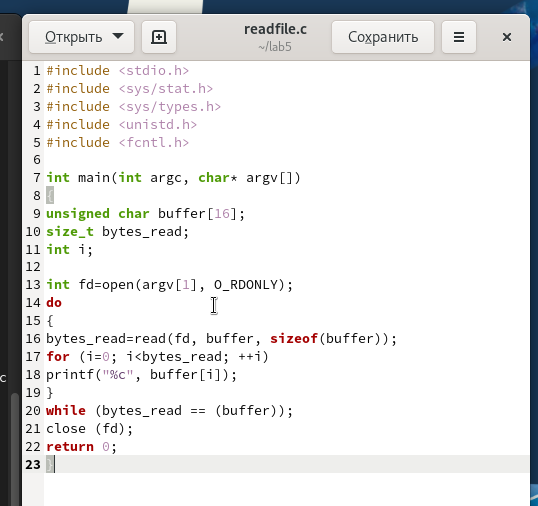 Открыть
readfile.c
~/lab5
Сохранить
1 #include <stdio.h>
2 #include <sys/stat.h>
3 #include <sys/types.h>
4 #include <unistd.h>
5 #include <fcntl.h>
6
7 int main(int argc, char* argv[])
8 {
9 unsigned char buffer[16];
10 size_t bytes_read;
11 int i;
12
13 int fd=open(argv[1], O_RDONLY);
14 do
15 {
16 bytes_read=read(fd, buffer, sizeof(buffer));
17 for (i=0; i<bytes_read; ++i)
18 printf("%c", buffer[i]);
19 }
20 while (bytes_read == (buffer));
21 close (fd);
22 return 0;
23 }
c